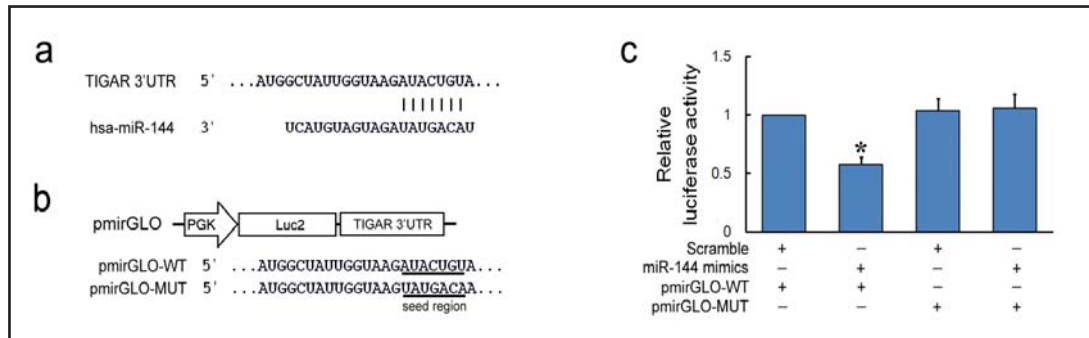 a
TIGAR 3'UTR 5' ...AUGGCUAUUGGUAAGAUACUGUA...
hsa-miR-144 3' UCAUGUAGUAGAUAUGACAU
b
pmirGLO PGK Luc2 TIGAR 3'UTR
pmirGLO-WT 5' ...AUGGCUAUUGGUAAGAUACUGUA...
pmirGLO-MUT 5' ...AUGGCUAUUGGUAAGUAUGACAA...
seed region
c
Relative
luciferase activity
1.5
1
0.5
0
*
Scramble + – + –
miR-144 mimics – + – +
pmirGLO-WT + + – –
pmirGLO-MUT – – + +